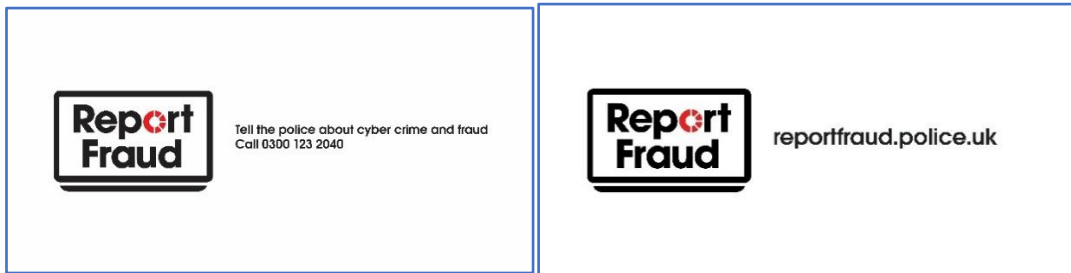 Report
Fraud
Tell the police about cyber crime and fraud
Call 0300 123 2040
Report
Fraud
reportfraud.police.uk